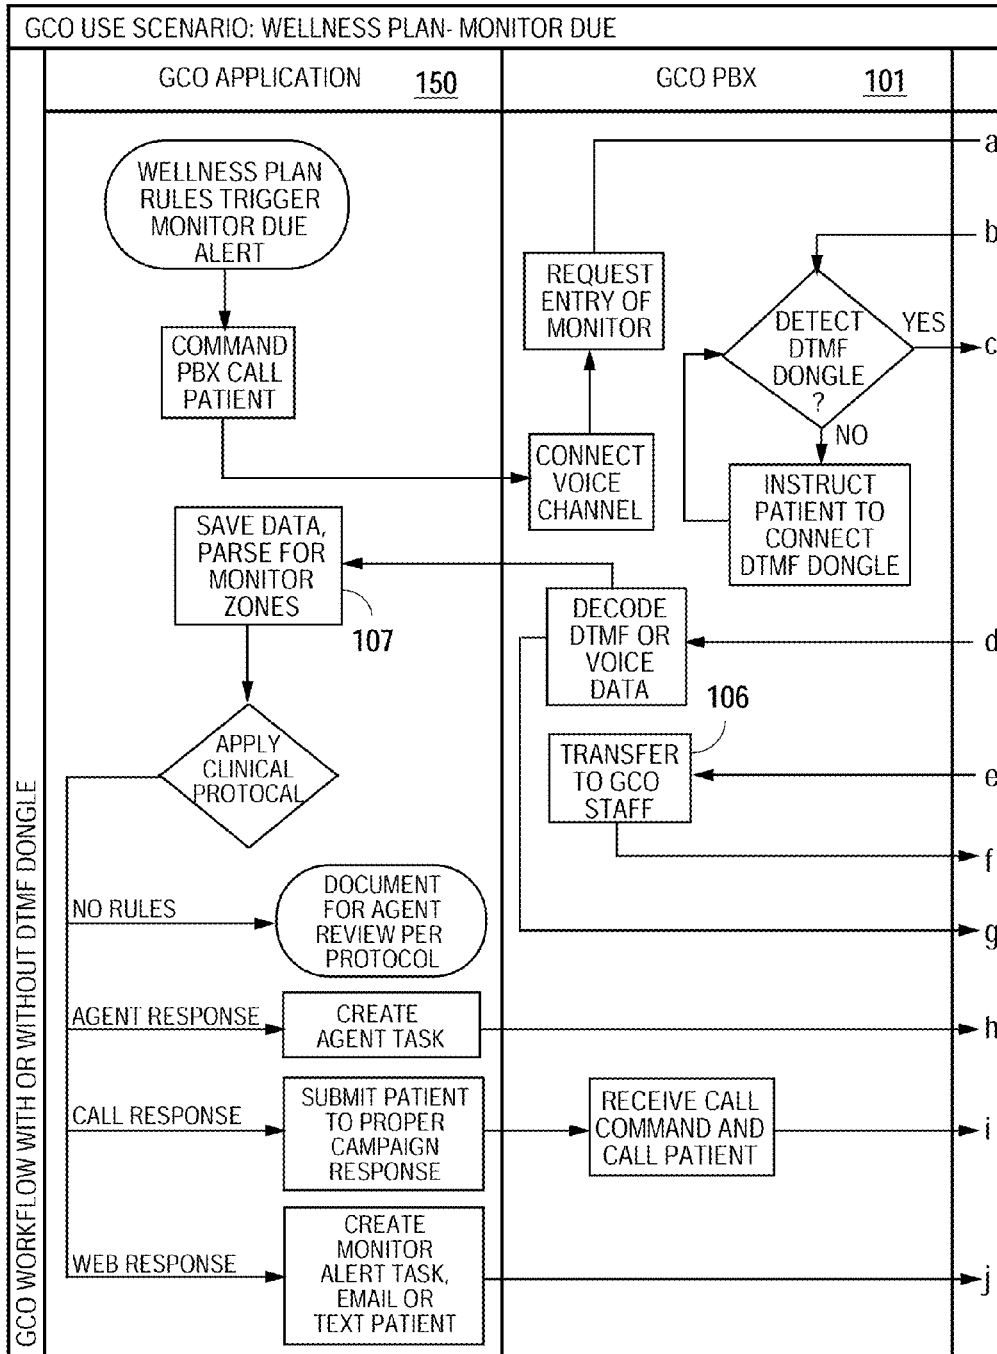 GCO USE SCENARIO: WELLNESS PLAN- MONITOR DUE
GCO WORKFLOW WITH OR WITHOUT DTMF DONGLE
GCO APPLICATION 150
WELLNESS PLAN
RULES TRIGGER
MONITOR DUE
ALERT
COMMAND
PBX CALL
PATIENT
SAVE DATA,
PARSE FOR
MONITOR
ZONES
107
APPLY
CLINICAL
PROTOCAL
NO RULES
DOCUMENT
FOR AGENT
REVIEW PER
PROTOCOL
AGENT RESPONSE
CREATE
AGENT TASK
CALL RESPONSE
SUBMIT PATIENT
TO PROPER
CAMPAIGN
RESPONSE
WEB RESPONSE
CREATE
MONITOR
ALERT TASK,
EMAIL OR
TEXT PATIENT
GCO PBX 101
REQUEST
ENTRY OF
MONITOR
CONNECT
VOICE
CHANNEL
DETECT
DTMF
DONGLE
?
YES
NO
INSTRUCT
PATIENT TO
CONNECT
DTMF DONGLE
DECODE
DTMF OR
VOICE
DATA
106
TRANSFER
TO GCO
STAFF
RECEIVE CALL
COMMAND AND
CALL PATIENT
a
b
c
d
e
f
g
h
i
j